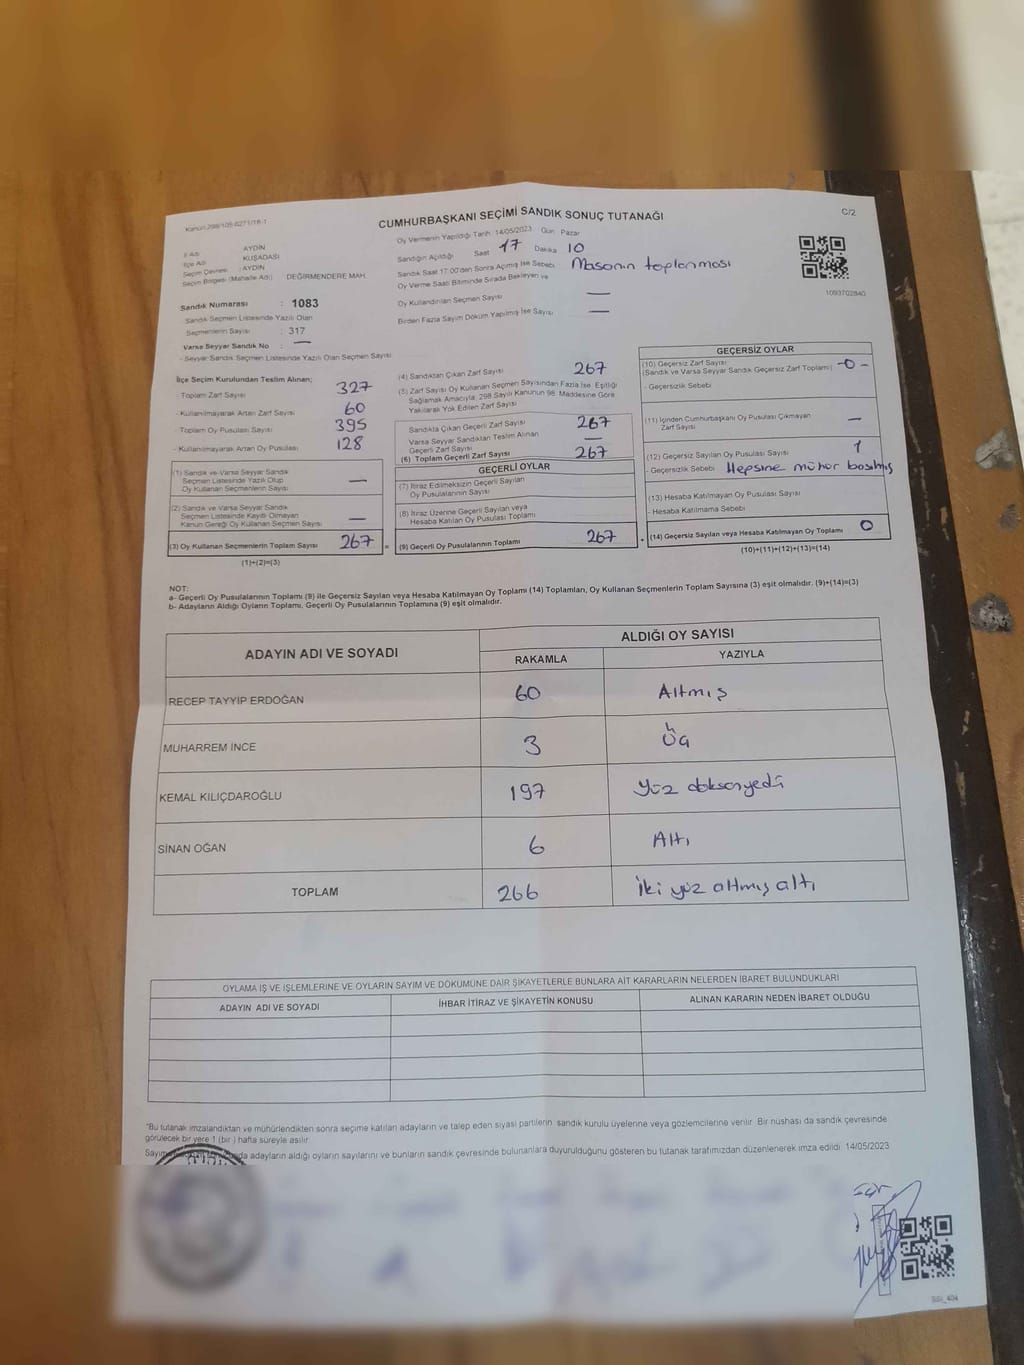 Kanun:298/105-6271/16-1
CUMHURBAŞKANI SEÇİMİ SANDIK SONUÇ TUTANAĞI
C/2
İl Adı AYDIN
İlçe Adı KUŞADASI
Seçim Çevresi : AYDIN
Seçim Bölgesi (Mahalle Adı) DEĞİRMENDERE MAH.
Sandık Numarası : 1083
Sandık Seçmen Listesinde Yazılı Olan
Seçmenlerin Sayısı : 317
Varsa Seyyar Sandık No : —
- Seyyar Sandık Seçmen Listesinde Yazılı Olan Seçmen Sayısı
Oy Vermenin Yapıldığı Tarih : 14/05/2023 Gün: Pazar
Sandığın Açıldığı Saat 17 Dakika 10
Sandık Saat 17:00'den Sonra Açılmış İse Sebebi Masanın toplanması
Oy Verme Saati Bitiminde Sırada Bekleyen ve
Oy Kullandırılan Seçmen Sayısı —
Birden Fazla Sayım Döküm Yapılmış İse Sayısı —
1093702840
İlçe Seçim Kurulundan Teslim Alınan;
- Toplam Zarf Sayısı 327
- Kullanılmayarak Artan Zarf Sayısı 60
- Toplam Oy Pusulası Sayısı 395
- Kullanılmayarak Artan Oy Pusulası 128
(1) Sandık ve Varsa Seyyar Sandık
Seçmen Listesinde Yazılı Olup
Oy Kullanan Seçmenlerin Sayısı —
(2) Sandık ve Varsa Seyyar Sandık
Seçmen Listesinde Kayıtlı Olmayan
Kanun Gereği Oy Kullanan Seçmen Sayısı —
(3) Oy Kullanan Seçmenlerin Toplam Sayısı 267 =
(1)+(2)=(3)
(4) Sandıktan Çıkan Zarf Sayısı 267
(5) Zarf Sayısı Oy Kullanan Seçmen Sayısından Fazla İse, Eşitliği
Sağlamak Amacıyla; 298 Sayılı Kanunun 98. Maddesine Göre
Yakılarak Yok Edilen Zarf Sayısı
Sandıkta Çıkan Geçerli Zarf Sayısı 267
Varsa Seyyar Sandıktan Teslim Alınan
Geçerli Zarf Sayısı —
(6) Toplam Geçerli Zarf Sayısı 267
GEÇERLİ OYLAR
(7) İtiraz Edilmeksizin Geçerli Sayılan
Oy Pusulalarının Sayısı
(8) İtiraz Üzerine Geçerli Sayılan veya
Hesaba Katılan Oy Pusulası Toplamı
(9) Geçerli Oy Pusulalarının Toplamı 267 +
GEÇERSİZ OYLAR
(10) Geçersiz Zarf Sayısı
(Sandık ve Varsa Seyyar Sandık Geçersiz Zarf Toplamı) -0-
- Geçersizlik Sebebi
(11) İçinden Cumhurbaşkanı Oy Pusulası Çıkmayan
Zarf Sayısı —
(12) Geçersiz Sayılan Oy Pusulası Sayısı 1
- Geçersizlik Sebebi Hepsine mühür basılmış
(13) Hesaba Katılmayan Oy Pusulası Sayısı
- Hesaba Katılmama Sebebi
(14) Geçersiz Sayılan veya Hesaba Katılmayan Oy Toplamı 0
(10)+(11)+(12)+(13)=(14)
NOT:
a- Geçerli Oy Pusulalarının Toplamı (9) ile Geçersiz Sayılan veya Hesaba Katılmayan Oy Toplamı (14) Toplamları, Oy Kullanan Seçmenlerin Toplam Sayısına (3) eşit olmalıdır. (9)+(14)=(3)
b- Adayların Aldığı Oyların Toplamı, Geçerli Oy Pusulalarının Toplamına (9) eşit olmalıdır.
ADAYIN ADI VE SOYADI ALDIĞI OY SAYISI
RAKAMLA YAZIYLA
RECEP TAYYİP ERDOĞAN 60 Altmış
MUHARREM İNCE 3 Üç
KEMAL KILIÇDAROĞLU 197 Yüz doksanyedi
SİNAN OĞAN 6 Altı
TOPLAM 266 İki yüz altmış altı
OYLAMA İŞ VE İŞLEMLERİNE VE OYLARIN SAYIM VE DÖKÜMÜNE DAİR ŞİKAYETLERLE BUNLARA AİT KARARLARIN NELERDEN İBARET BULUNDUKLARI
ADAYIN ADI VE SOYADI İHBAR İTİRAZ VE ŞİKAYETİN KONUSU ALINAN KARARIN NEDEN İBARET OLDUĞU
*Bu tutanak imzalandıktan ve mühürlendikten sonra seçime katılan adayların ve talep eden siyasi partilerin sandık kurulu üyelerine veya gözlemcilerine verilir. Bir nüshası da sandık çevresinde
görülecek bir yere 1 (bir ) hafta süreyle asılır.
adayların aldığı oyların sayılarını ve bunların sandık çevresinde bulunanlara duyurulduğunu gösteren bu tutanak tarafımızdan düzenlenerek imza edildi. 14/05/2023